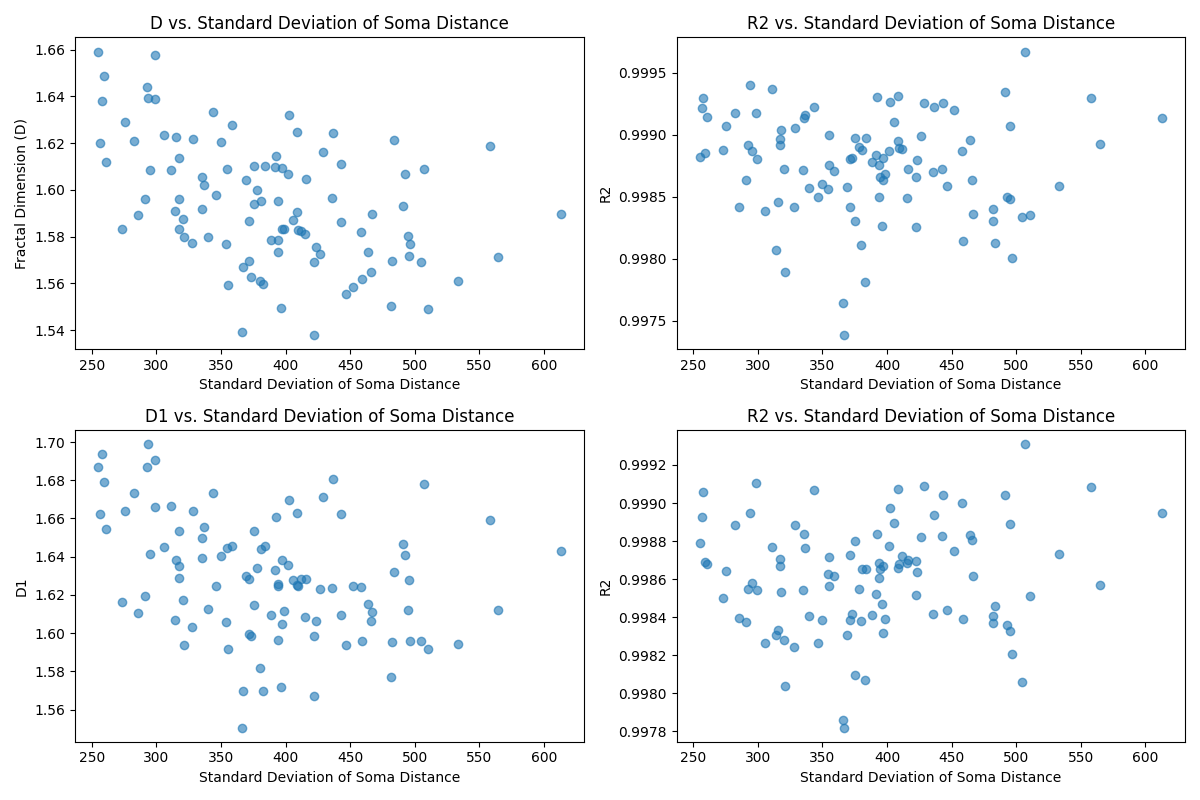 D vs. Standard Deviation of Soma Distance
Fractal Dimension (D)
1.66
1.64
1.62
1.60
1.58
1.56
1.54
250 300 350 400 450 500 550 600
Standard Deviation of Soma Distance
R2 vs. Standard Deviation of Soma Distance
R2
0.9995
0.9990
0.9985
0.9980
0.9975
250 300 350 400 450 500 550 600
Standard Deviation of Soma Distance
D1 vs. Standard Deviation of Soma Distance
D1
1.70
1.68
1.66
1.64
1.62
1.60
1.58
1.56
250 300 350 400 450 500 550 600
Standard Deviation of Soma Distance
R2 vs. Standard Deviation of Soma Distance
R2
0.9992
0.9990
0.9988
0.9986
0.9984
0.9982
0.9980
0.9978
250 300 350 400 450 500 550 600
Standard Deviation of Soma Distance